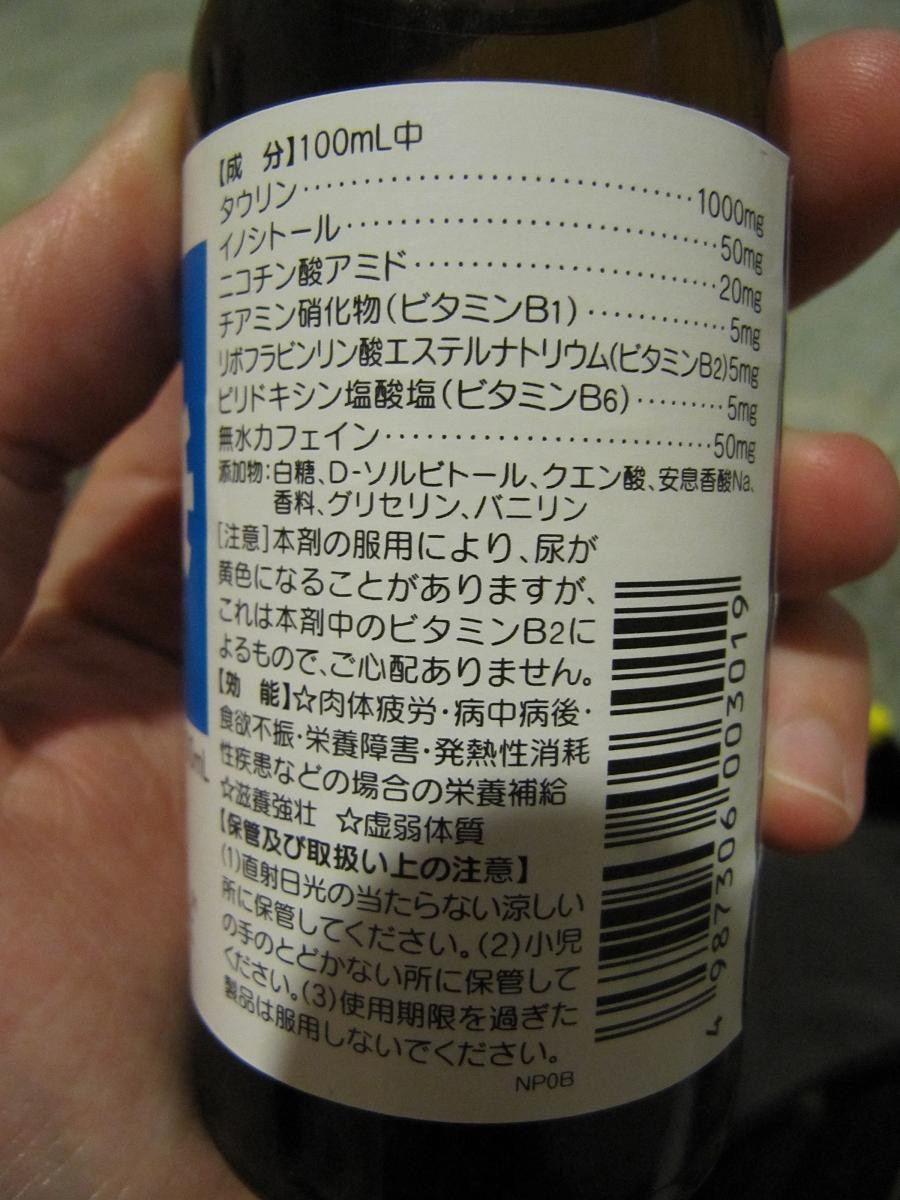 【成 分】100mL中
タウリン……………………………1000mg
イノシトール…………………………50mg
ニコチン酸アミド……………………20mg
チアミン硝化物(ビタミンB1)…………5mg
リボフラビンリン酸エステルナトリウム(ビタミンB2)5mg
ピリドキシン塩酸塩(ビタミンB6)………5mg
無水カフェイン…………………………50mg
添加物:白糖、D-ソルビトール、クエン酸、安息香酸Na、
香料、グリセリン、バニリン
[注意]本剤の服用により、尿が
黄色になることがありますが、
これは本剤中のビタミンB2に
よるもので、ご心配ありません。
【効 能】☆肉体疲労・病中病後・
食欲不振・栄養障害・発熱性消耗
性疾患などの場合の栄養補給
☆滋養強壮 ☆虚弱体質
【保管及び取扱い上の注意】
(1)直射日光の当たらない涼しい
所に保管してください。(2)小児
の手のとどかない所に保管して
ください。(3)使用期限を過ぎた
製品は服用しないでください。
NP0B
4 987306 003019
mL